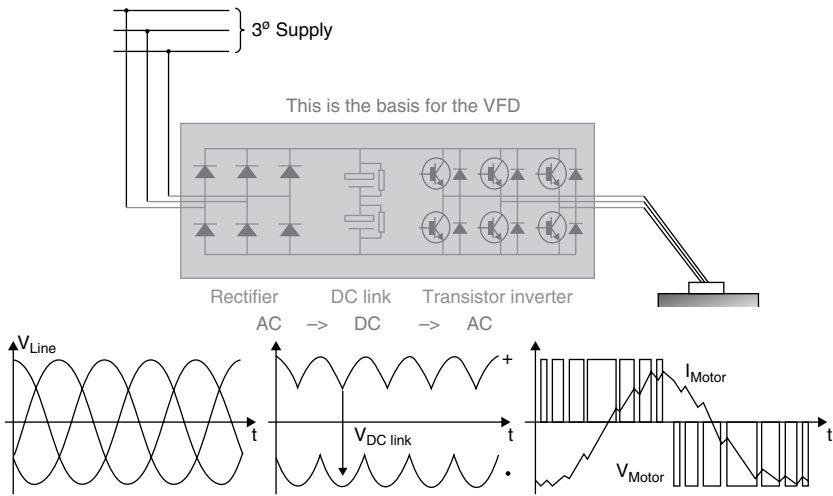 3ø Supply
This is the basis for the VFD
Rectifier DC link Transistor inverter
AC –> DC –> AC
VLine
t
+
VDC link
t
IMotor
VMotor
t